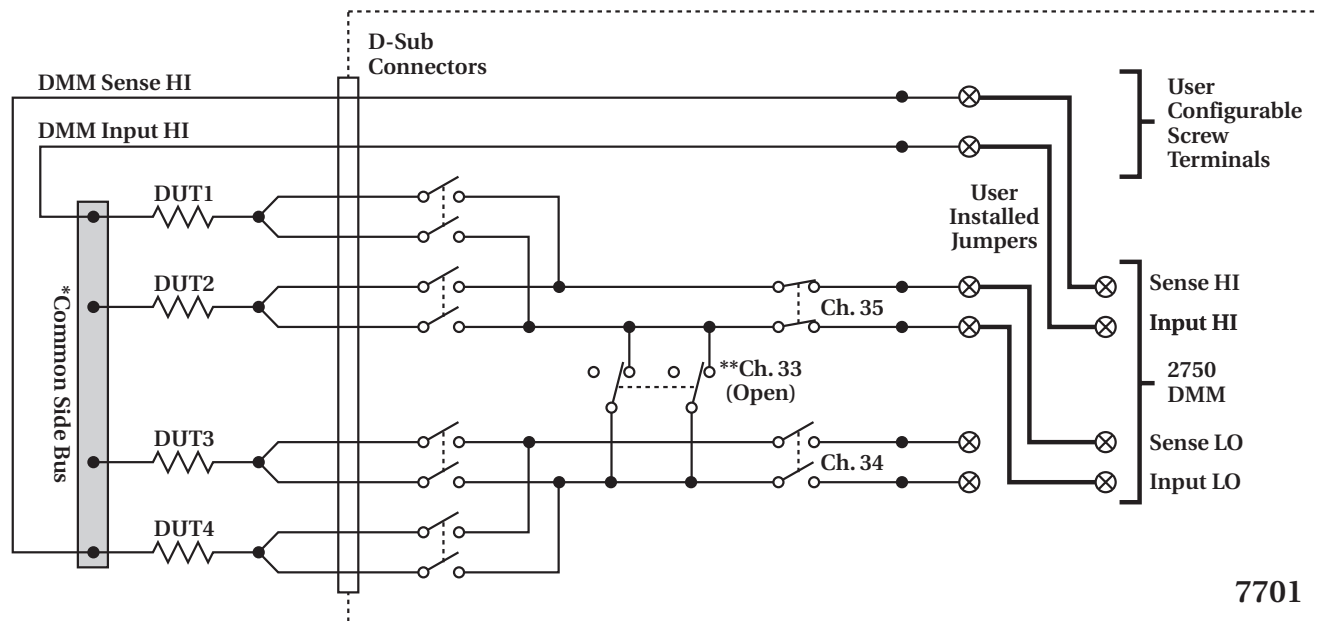 D-Sub
Connectors
DMM Sense HI
DMM Input HI
User
Configurable
Screw
Terminals
DUT1
User
Installed
Jumpers
DUT2
*Common Side Bus
Ch. 35
Sense HI
Input HI
**Ch. 33
(Open)
2750
DMM
DUT3
Ch. 34
Sense LO
Input LO
DUT4
7701